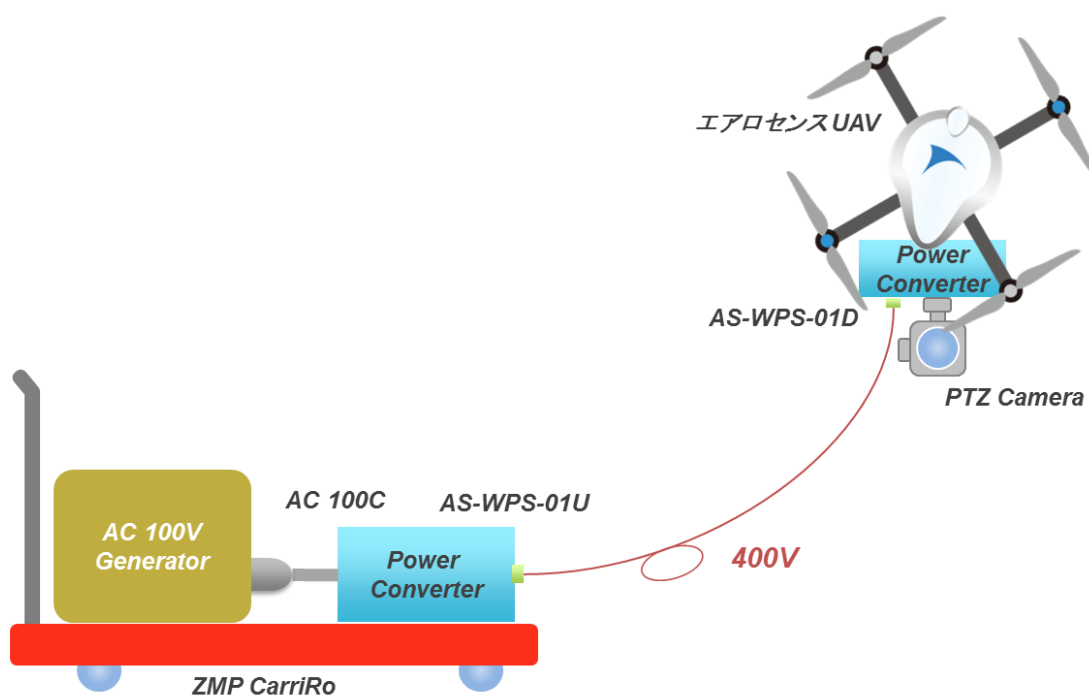 エアロセンスUAV
Power
Converter
AS-WPS-01D
PTZ Camera
AC 100C
AS-WPS-01U
AC 100V
Generator
Power
Converter
400V
ZMP CarriRo